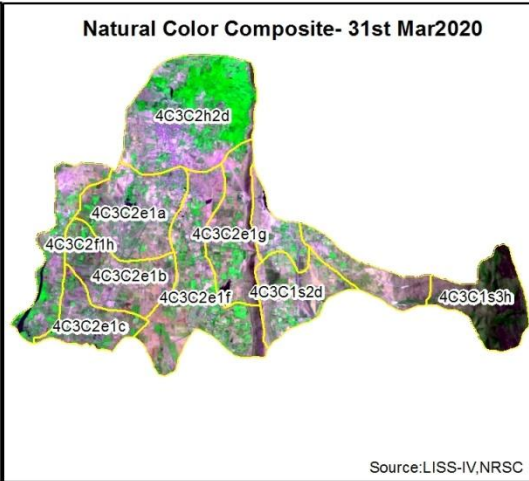 Natural Color Composite- 31st Mar2020
4C3C2h2d
4C3C2e1a
4C3C2e1g
4C3C2f1h
4C3C2e1b
4C3C2e1f
4C3C1s2d
4C3C1s3h
4C3C2e1c
Source:LISS-IV,NRSC